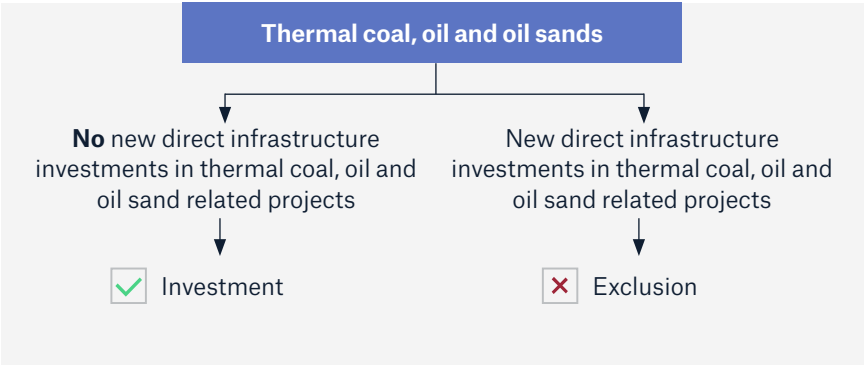 Thermal coal, oil and oil sands
No new direct infrastructure
investments in thermal coal, oil and
oil sand related projects
Investment
New direct infrastructure
investments in thermal coal, oil and
oil sand related projects
Exclusion